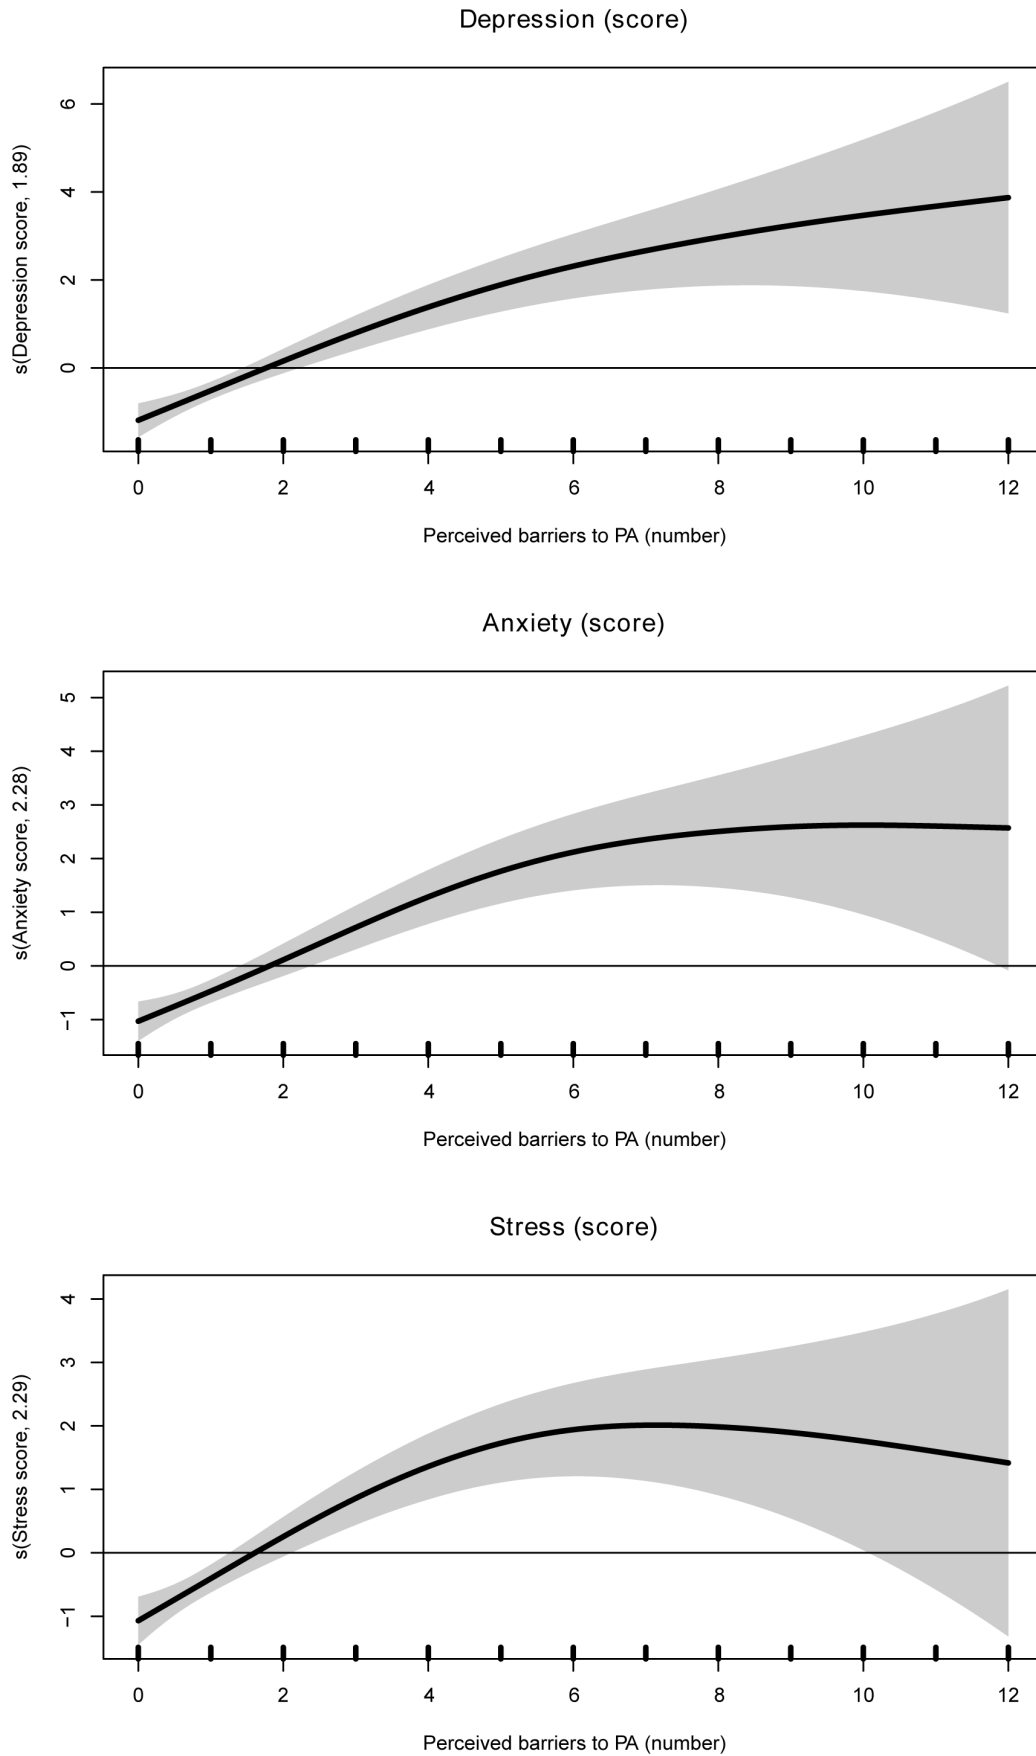 Depression (score)
s(Depression score, 1.89)
6
4
2
0
0 2 4 6 8 10 12
Perceived barriers to PA (number)
Anxiety (score)
s(Anxiety score, 2.28)
5
4
3
2
1
0
−1
0 2 4 6 8 10 12
Perceived barriers to PA (number)
Stress (score)
s(Stress score, 2.29)
4
3
2
1
0
−1
0 2 4 6 8 10 12
Perceived barriers to PA (number)